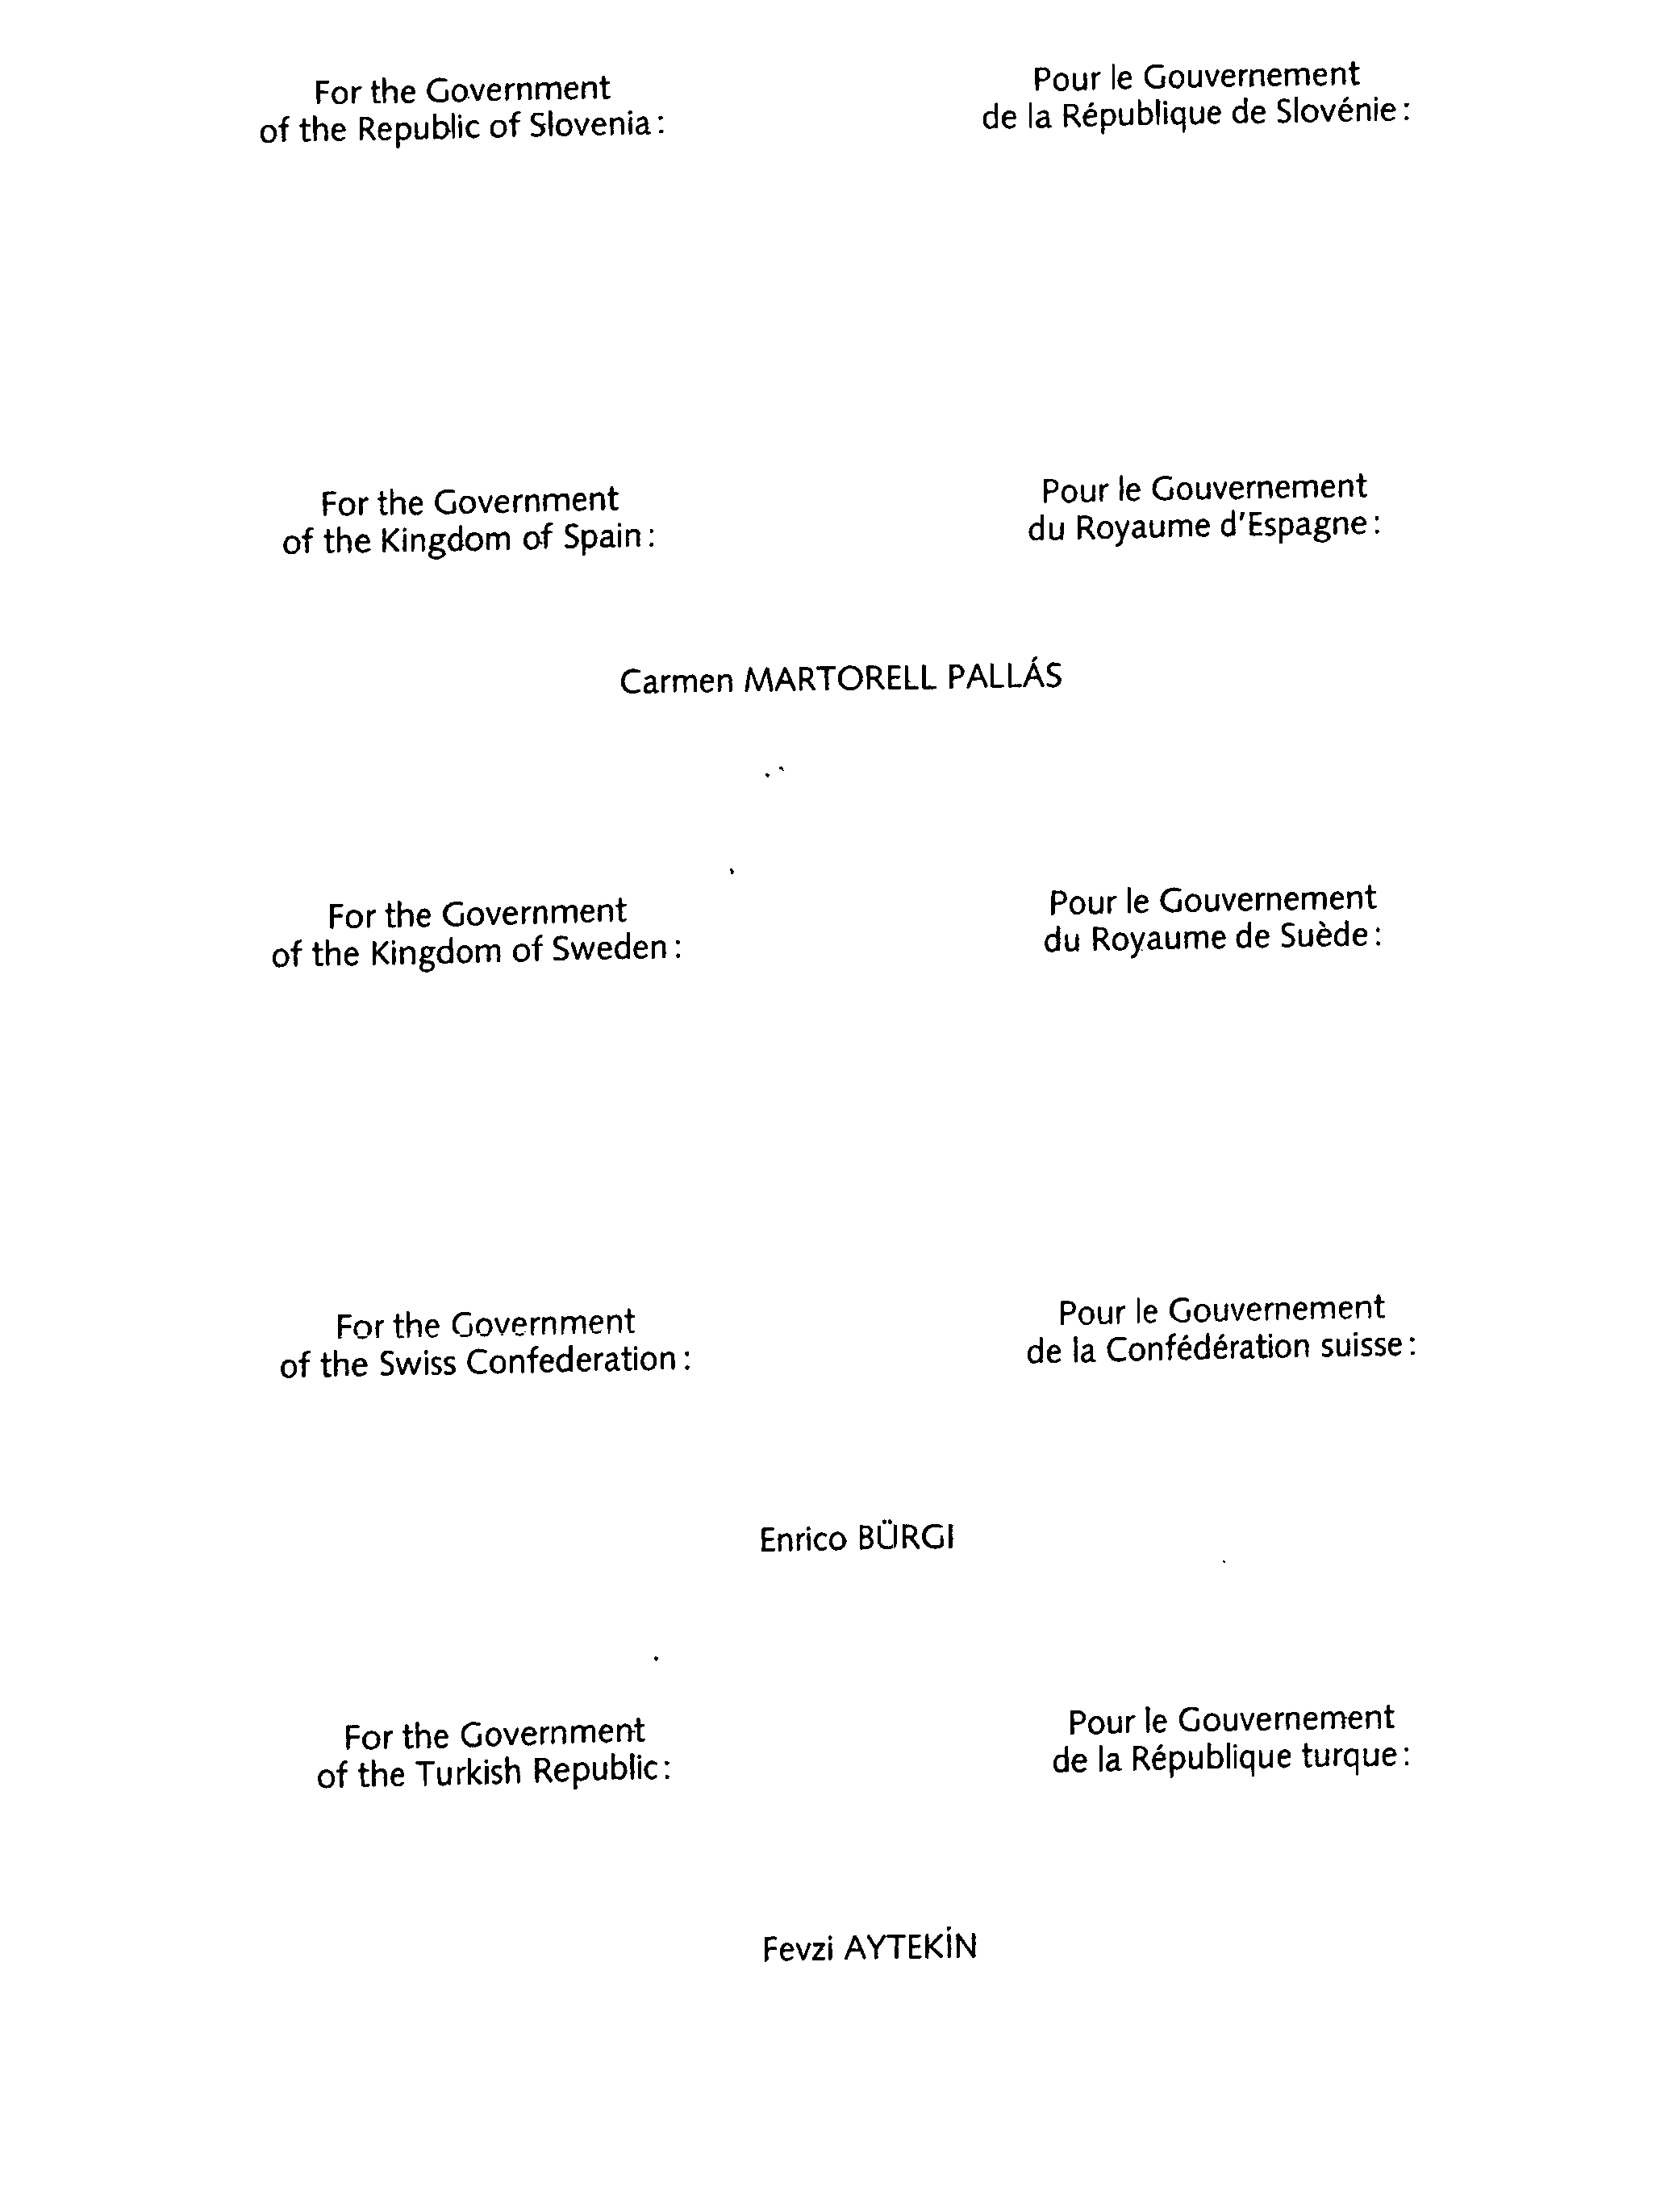 For the Government
of the Republic of Slovenia:
Pour le Gouvernement
de la République de Slovénie:
For the Government
of the Kingdom of Spain:
Pour le Gouvernement
du Royaume d'Espagne:
Carmen MARTORELL PALLÁS
For the Government
of the Kingdom of Sweden:
Pour le Gouvernement
du Royaume de Suède:
For the Government
of the Swiss Confederation:
Pour le Gouvernement
de la Confédération suisse:
Enrico BÜRGI
For the Government
of the Turkish Republic:
Pour le Gouvernement
de la République turque:
Fevzi AYTEKİN